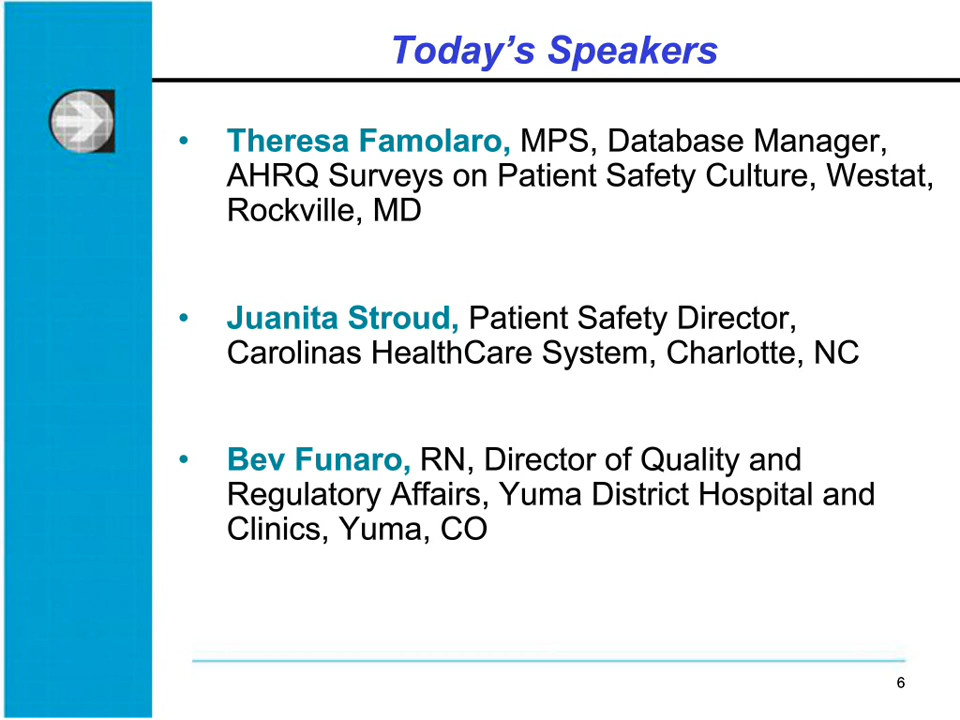 Today’s Speakers
• Theresa Famolaro, MPS, Database Manager,
AHRQ Surveys on Patient Safety Culture, Westat,
Rockville, MD
• Juanita Stroud, Patient Safety Director,
Carolinas HealthCare System, Charlotte, NC
• Bev Funaro, RN, Director of Quality and
Regulatory Affairs, Yuma District Hospital and
Clinics, Yuma, CO
6